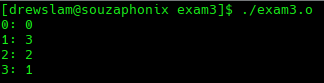 [drewslam@souzaphonix exam3]$ ./exam3.o
0: 0
1: 3
2: 2
3: 1